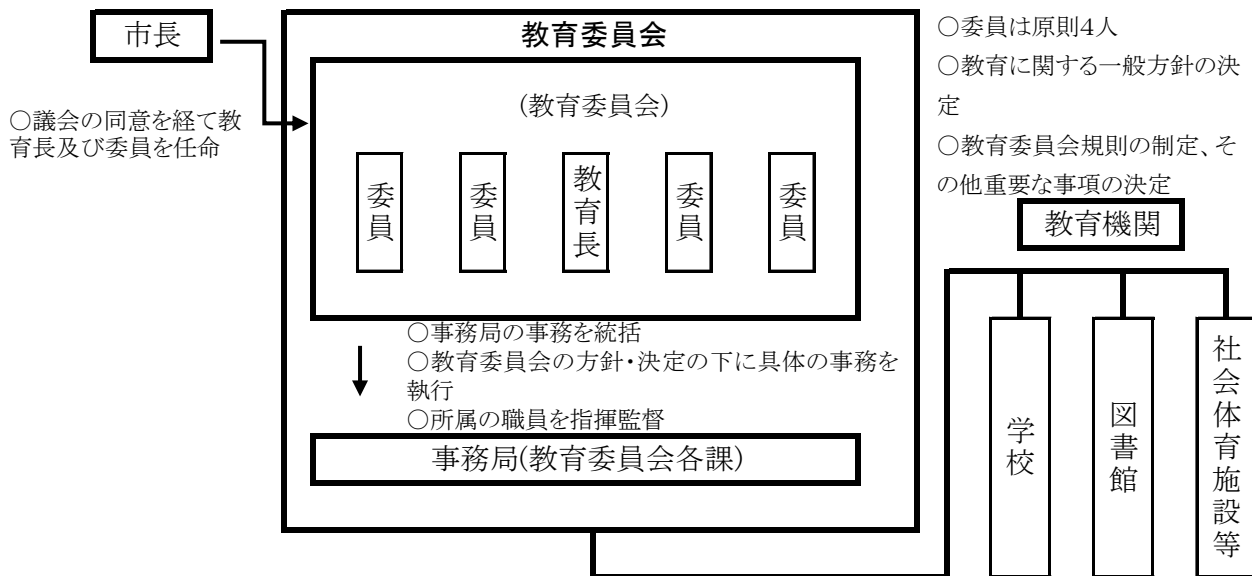 市長
○議会の同意を経て教
育長及び委員を任命
教育委員会
(教育委員会)
委員
委員
教育長
委員
委員
○事務局の事務を統括
○教育委員会の方針・決定の下に具体の事務を
執行
○所属の職員を指揮監督
事務局(教育委員会各課)
○委員は原則4人
○教育に関する一般方針の決
定
○教育委員会規則の制定、そ
の他重要な事項の決定
教育機関
学校
図書館
社会体育施設等